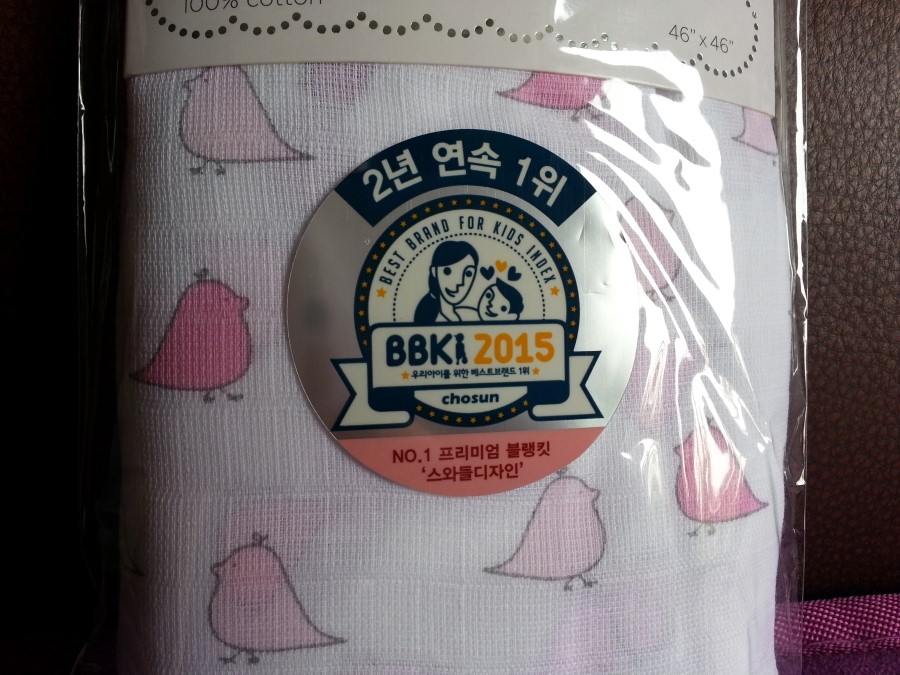 100% cotton
46" x 46"
2년 연속 1위
BEST BRAND FOR KIDS INDEX
BBKi 2015
우리아이를 위한 베스트브랜드 1위
chosun
NO.1 프리미엄 블랭킷
‘스와들디자인’